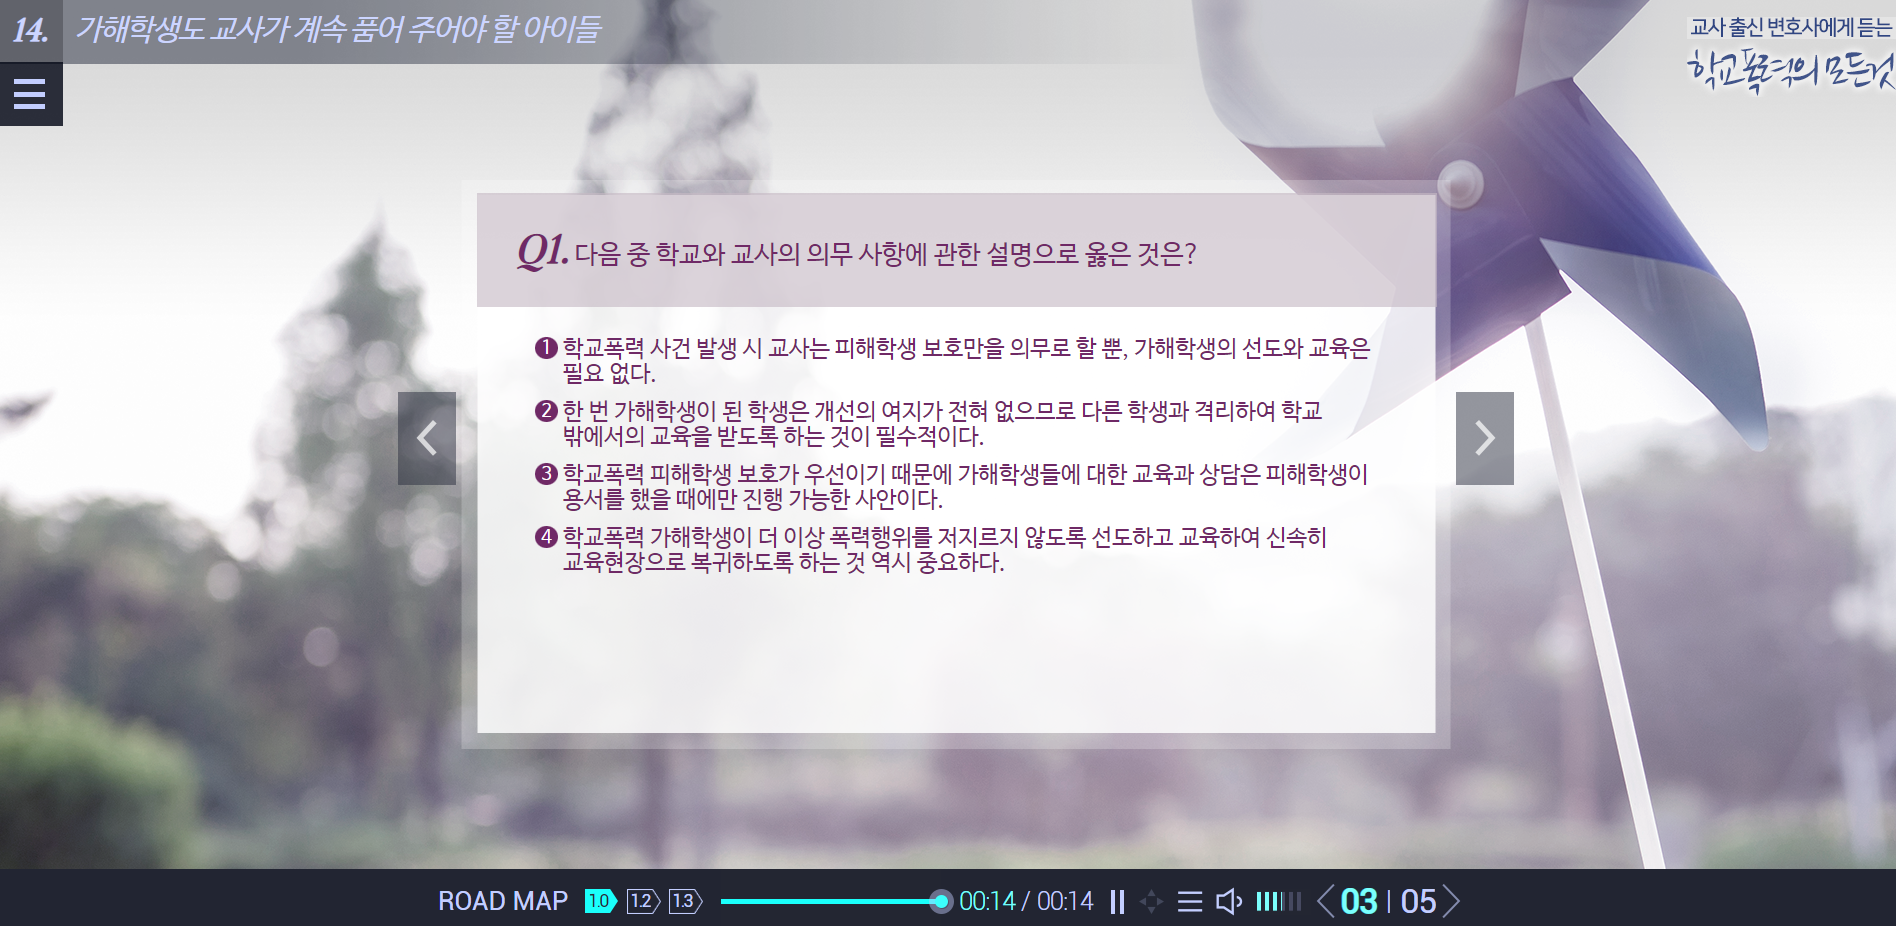 14. 가해학생도 교사가 계속 품어 주어야 할 아이들
교사 출신 변호사에게 듣는
학교폭력의 모든것
Q1. 다음 중 학교와 교사의 의무 사항에 관한 설명으로 옳은 것은?
1 학교폭력 사건 발생 시 교사는 피해학생 보호만을 의무로 할 뿐, 가해학생의 선도와 교육은
필요 없다.
2 한 번 가해학생이 된 학생은 개선의 여지가 전혀 없으므로 다른 학생과 격리하여 학교
밖에서의 교육을 받도록 하는 것이 필수적이다.
3 학교폭력 피해학생 보호가 우선이기 때문에 가해학생들에 대한 교육과 상담은 피해학생이
용서를 했을 때에만 진행 가능한 사안이다.
4 학교폭력 가해학생이 더 이상 폭력행위를 저지르지 않도록 선도하고 교육하여 신속히
교육현장으로 복귀하도록 하는 것 역시 중요하다.
ROAD MAP 1.0 1.2 1.3 00:14 / 00:14 03 | 05